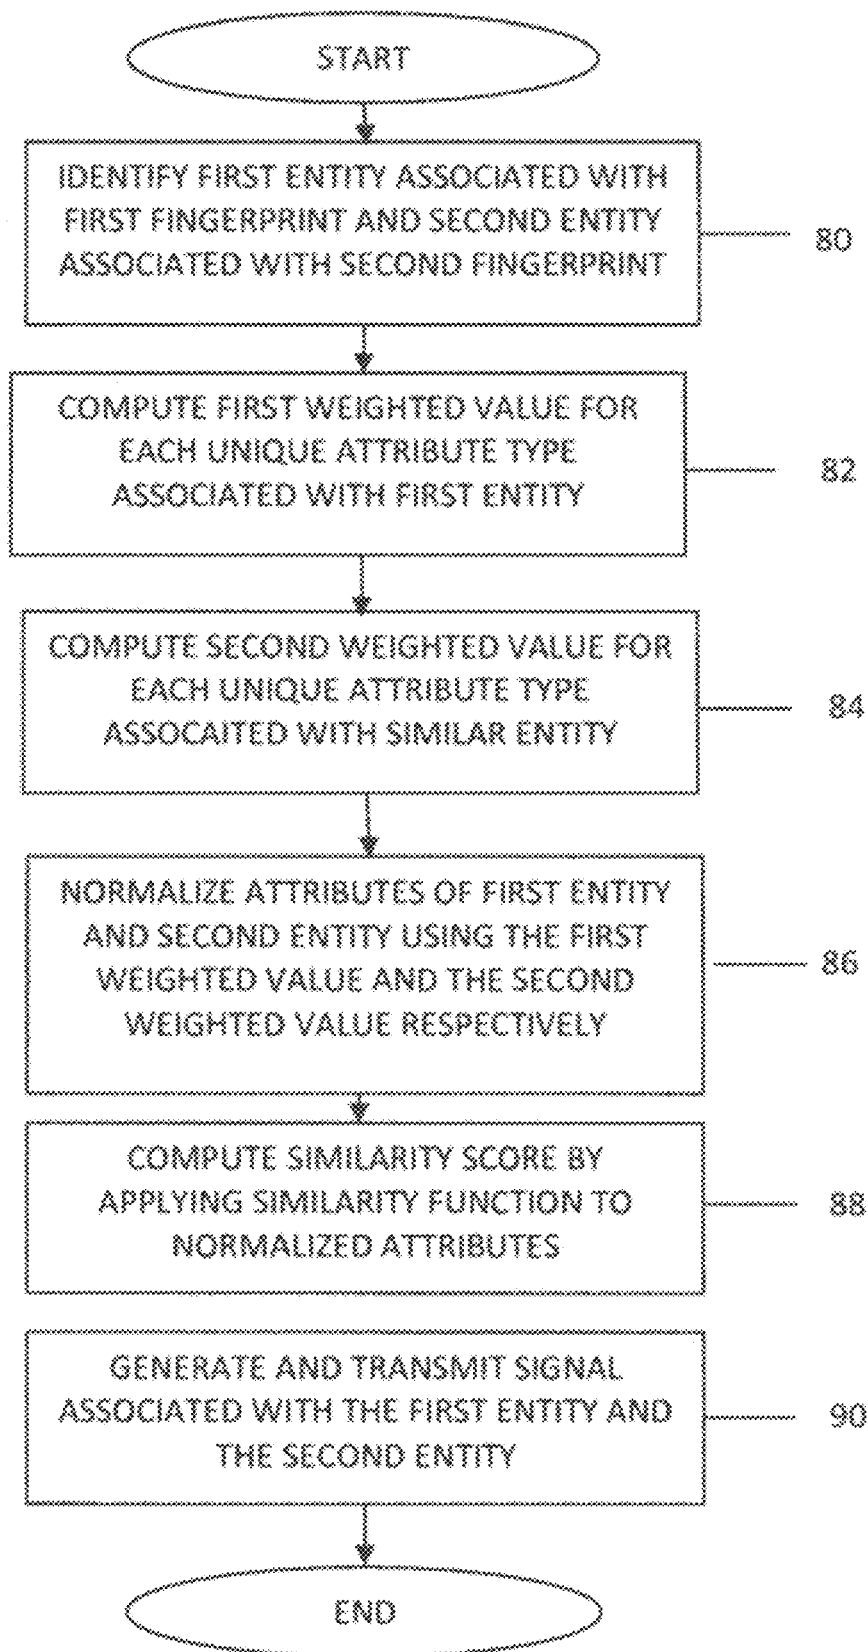 START
IDENTIFY FIRST ENTITY ASSOCIATED WITH
FIRST FINGERPRINT AND SECOND ENTITY
ASSOCIATED WITH SECOND FINGERPRINT
80
COMPUTE FIRST WEIGHTED VALUE FOR
EACH UNIQUE ATTRIBUTE TYPE
ASSOCIATED WITH FIRST ENTITY
82
COMPUTE SECOND WEIGHTED VALUE FOR
EACH UNIQUE ATTRIBUTE TYPE
ASSOCAITED WITH SIMILAR ENTITY
84
NORMALIZE ATTRIBUTES OF FIRST ENTITY
AND SECOND ENTITY USING THE FIRST
WEIGHTED VALUE AND THE SECOND
WEIGHTED VALUE RESPECTIVELY
86
COMPUTE SIMILARITY SCORE BY
APPLYING SIMILARITY FUNCTION TO
NORMALIZED ATTRIBUTES
88
GENERATE AND TRANSMIT SIGNAL
ASSOCIATED WITH THE FIRST ENTITY AND
THE SECOND ENTITY
90
END